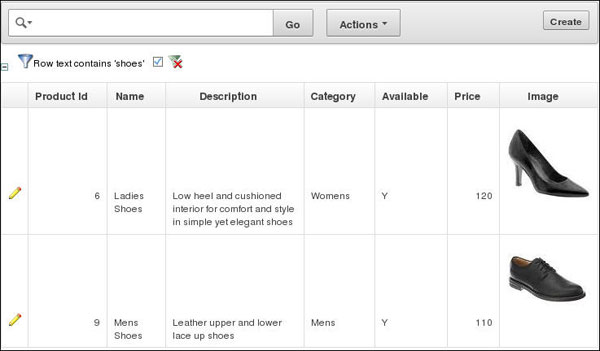 Go
Actions
Create
Row text contains 'shoes'
Product Id Name Description Category Available Price Image
6 Ladies Shoes Low heel and cushioned interior for comfort and style in simple yet elegant shoes Womens Y 120
9 Mens Shoes Leather upper and lower lace up shoes Mens Y 110